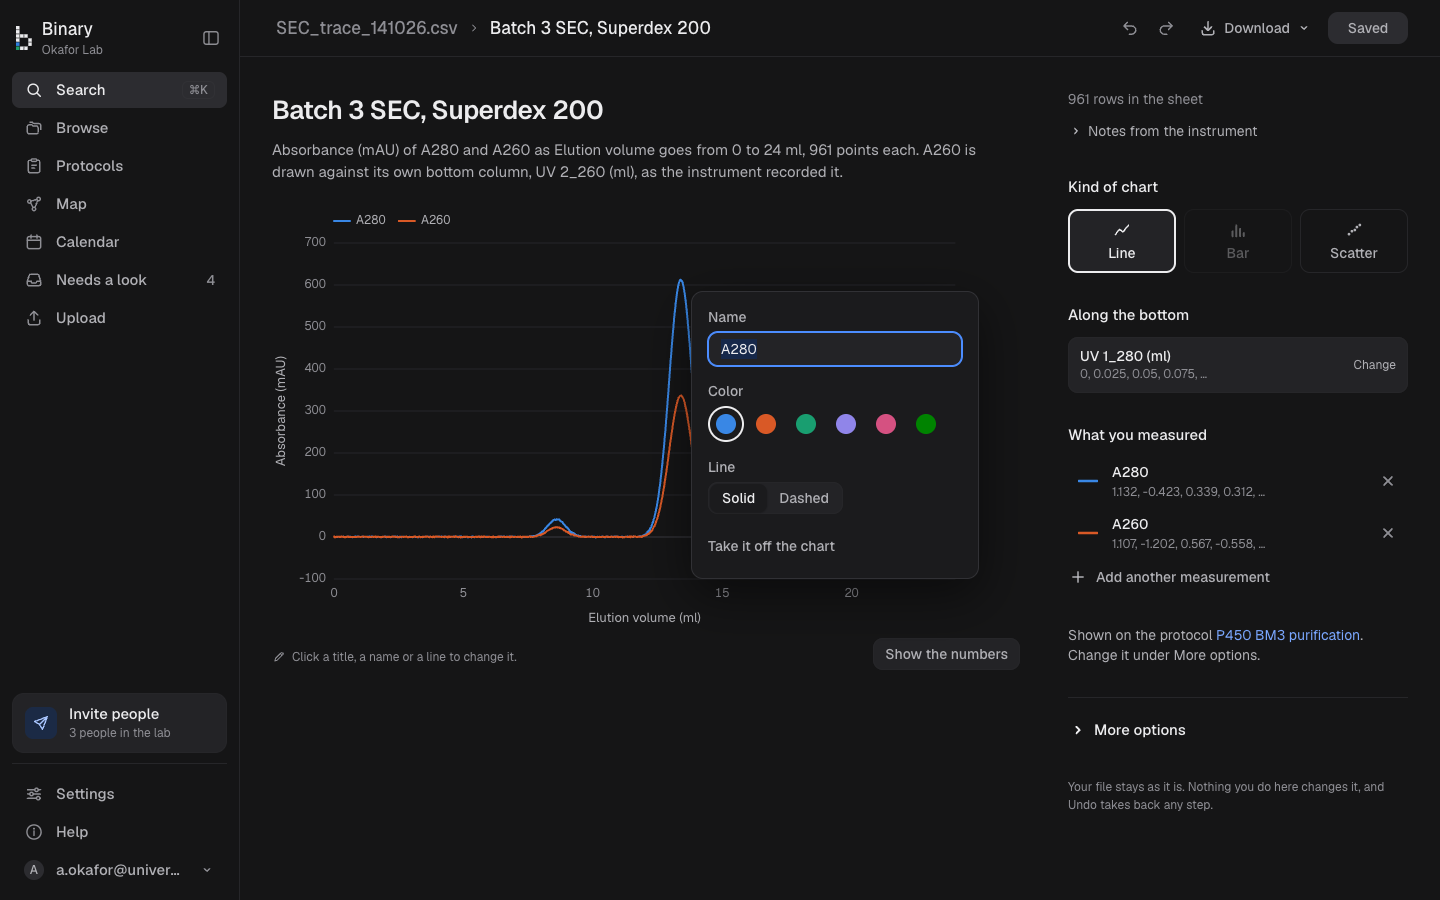 Binary
Okafor Lab
Search ⌘K
Browse
Protocols
Map
Calendar
Needs a look 4
Upload
Invite people
3 people in the lab
Settings
Help
A a.okafor@univer...
SEC_trace_141026.csv › Batch 3 SEC, Superdex 200
Download
Saved
Batch 3 SEC, Superdex 200
Absorbance (mAU) of A280 and A260 as Elution volume goes from 0 to 24 ml, 961 points each. A260 is
drawn against its own bottom column, UV 2_260 (ml), as the instrument recorded it.
A280 A260
700
600
500
400
300
200
100
0
-100
Absorbance (mAU)
0 5 10 15 20
Elution volume (ml)
Name
A280
Color
Line
Solid Dashed
Take it off the chart
Click a title, a name or a line to change it.
Show the numbers
961 rows in the sheet
Notes from the instrument
Kind of chart
Line Bar Scatter
Along the bottom
UV 1_280 (ml)
0, 0.025, 0.05, 0.075, ...
Change
What you measured
A280
1.132, -0.423, 0.339, 0.312, ...
A260
1.107, -1.202, 0.567, -0.558, ...
Add another measurement
Shown on the protocol P450 BM3 purification.
Change it under More options.
More options
Your file stays as it is. Nothing you do here changes it, and
Undo takes back any step.